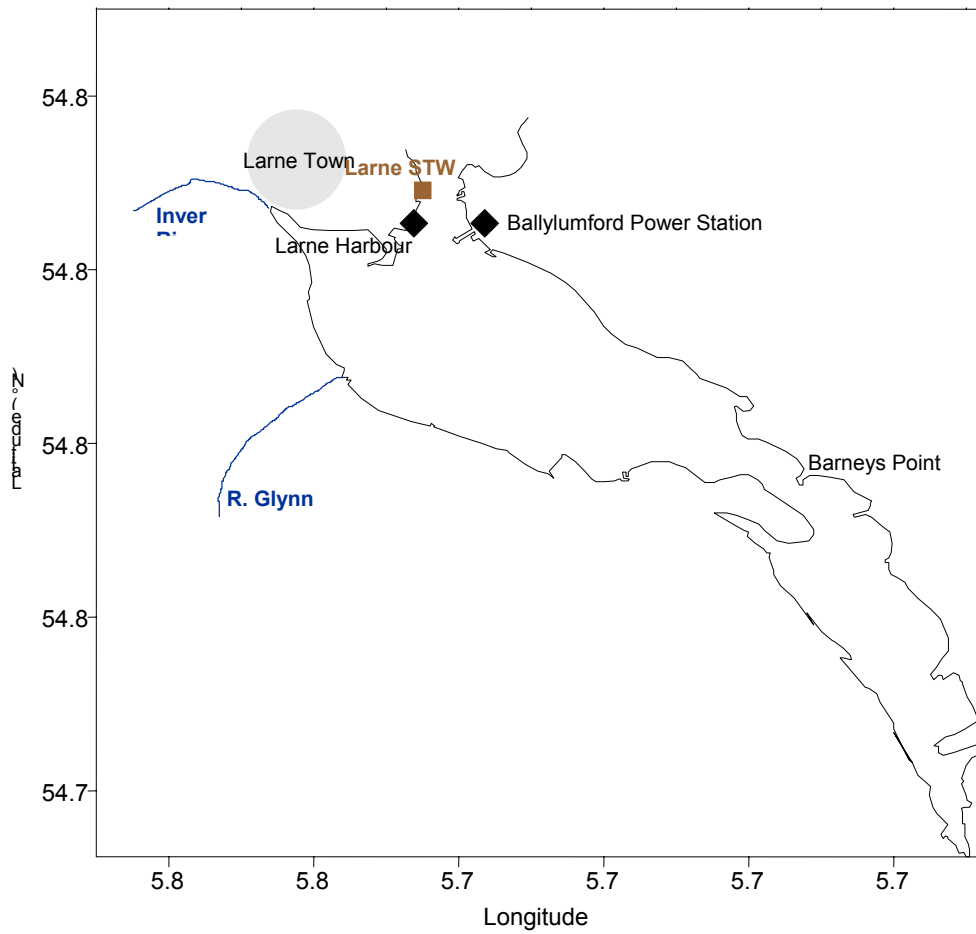 54.8
Larne Town
Larne STW
Inver
Ballylumford Power Station
Larne Harbour
54.8
Latitude (°N)
54.8
Barneys Point
R. Glynn
54.8
54.7
5.8
5.8
5.7
5.7
5.7
5.7
Longitude